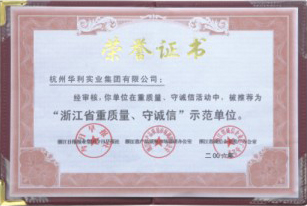 荣誉证书
杭州华利实业集团有限公司：
经审核，你单位在重质量、守诚信活动中，被推荐为
“浙江省重质量、守诚信”示范单位。
二00六年